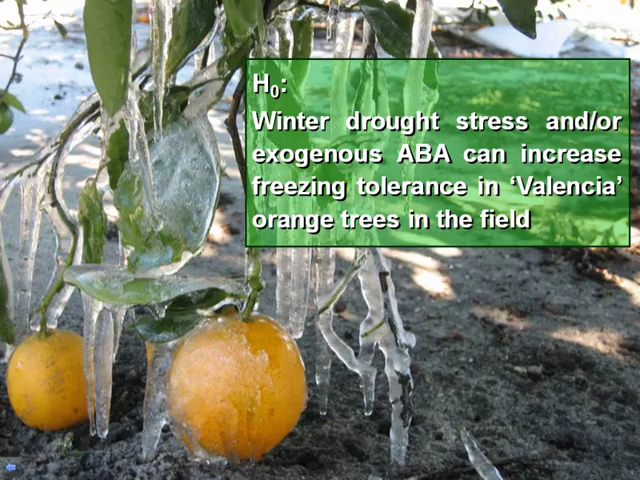 H₀:
Winter drought stress and/or
exogenous ABA can increase
freezing tolerance in ‘Valencia’
orange trees in the field